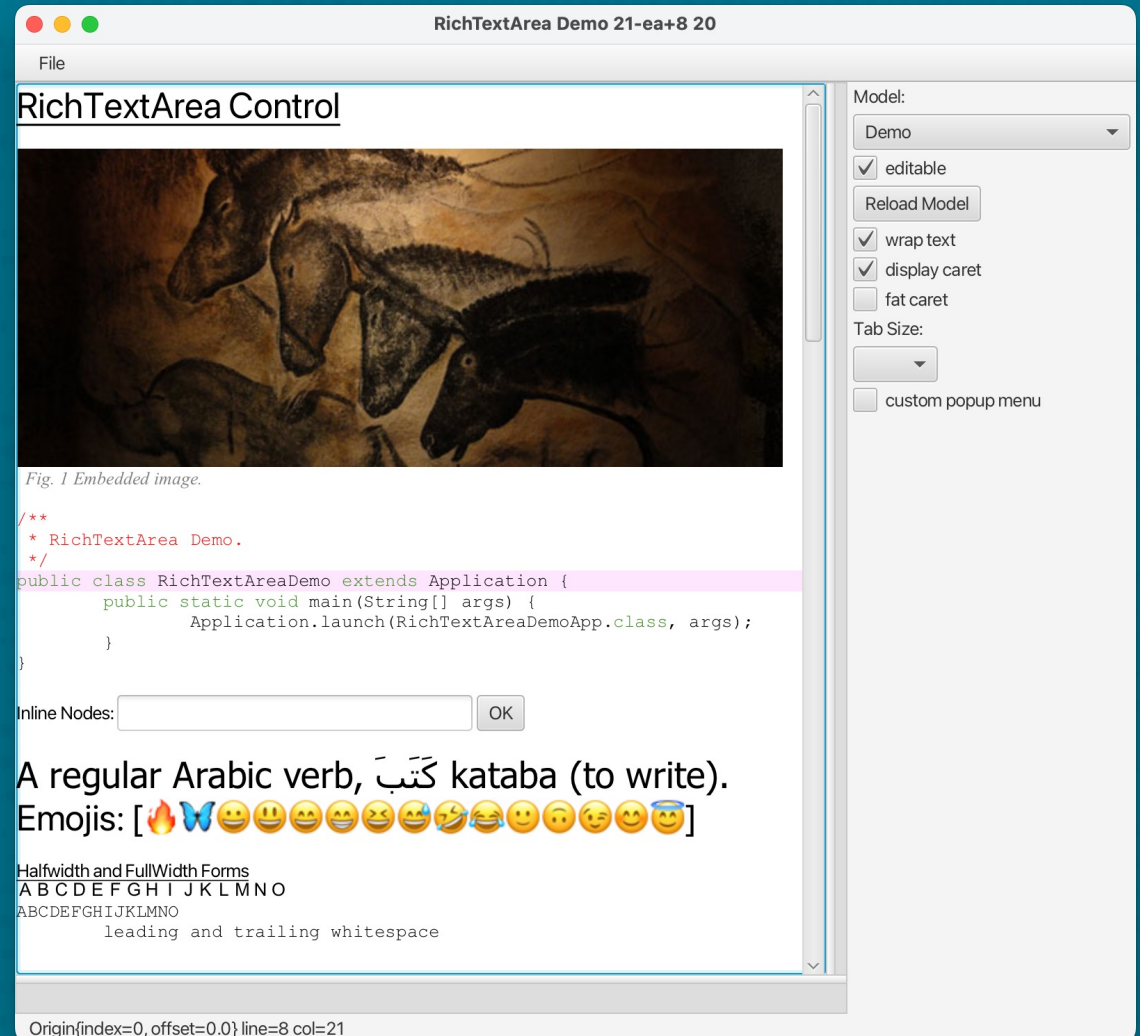 RichTextArea Demo 21-ea+8 20
File
RichTextArea Control
Fig. 1 Embedded image.
/**
 * RichTextArea Demo.
 */
public class RichTextAreaDemo extends Application {
        public static void main(String[] args) {
                Application.launch(RichTextAreaDemoApp.class, args);
        }
}
Inline Nodes: OK
A regular Arabic verb, كَتَبَ kataba (to write).
Emojis: [🔥🦋😀😃😄😁😆😅🤣😂🙂🙃😉😊😇]
Halfwidth and FullWidth Forms
ＡＢＣＤＥＦＧＨＩＪＫＬＭＮＯ
ABCDEFGHIJKLMNO
        leading and trailing whitespace
Model:
Demo
editable
Reload Model
wrap text
display caret
fat caret
Tab Size:
custom popup menu
Origin{index=0, offset=0.0} line=8 col=21